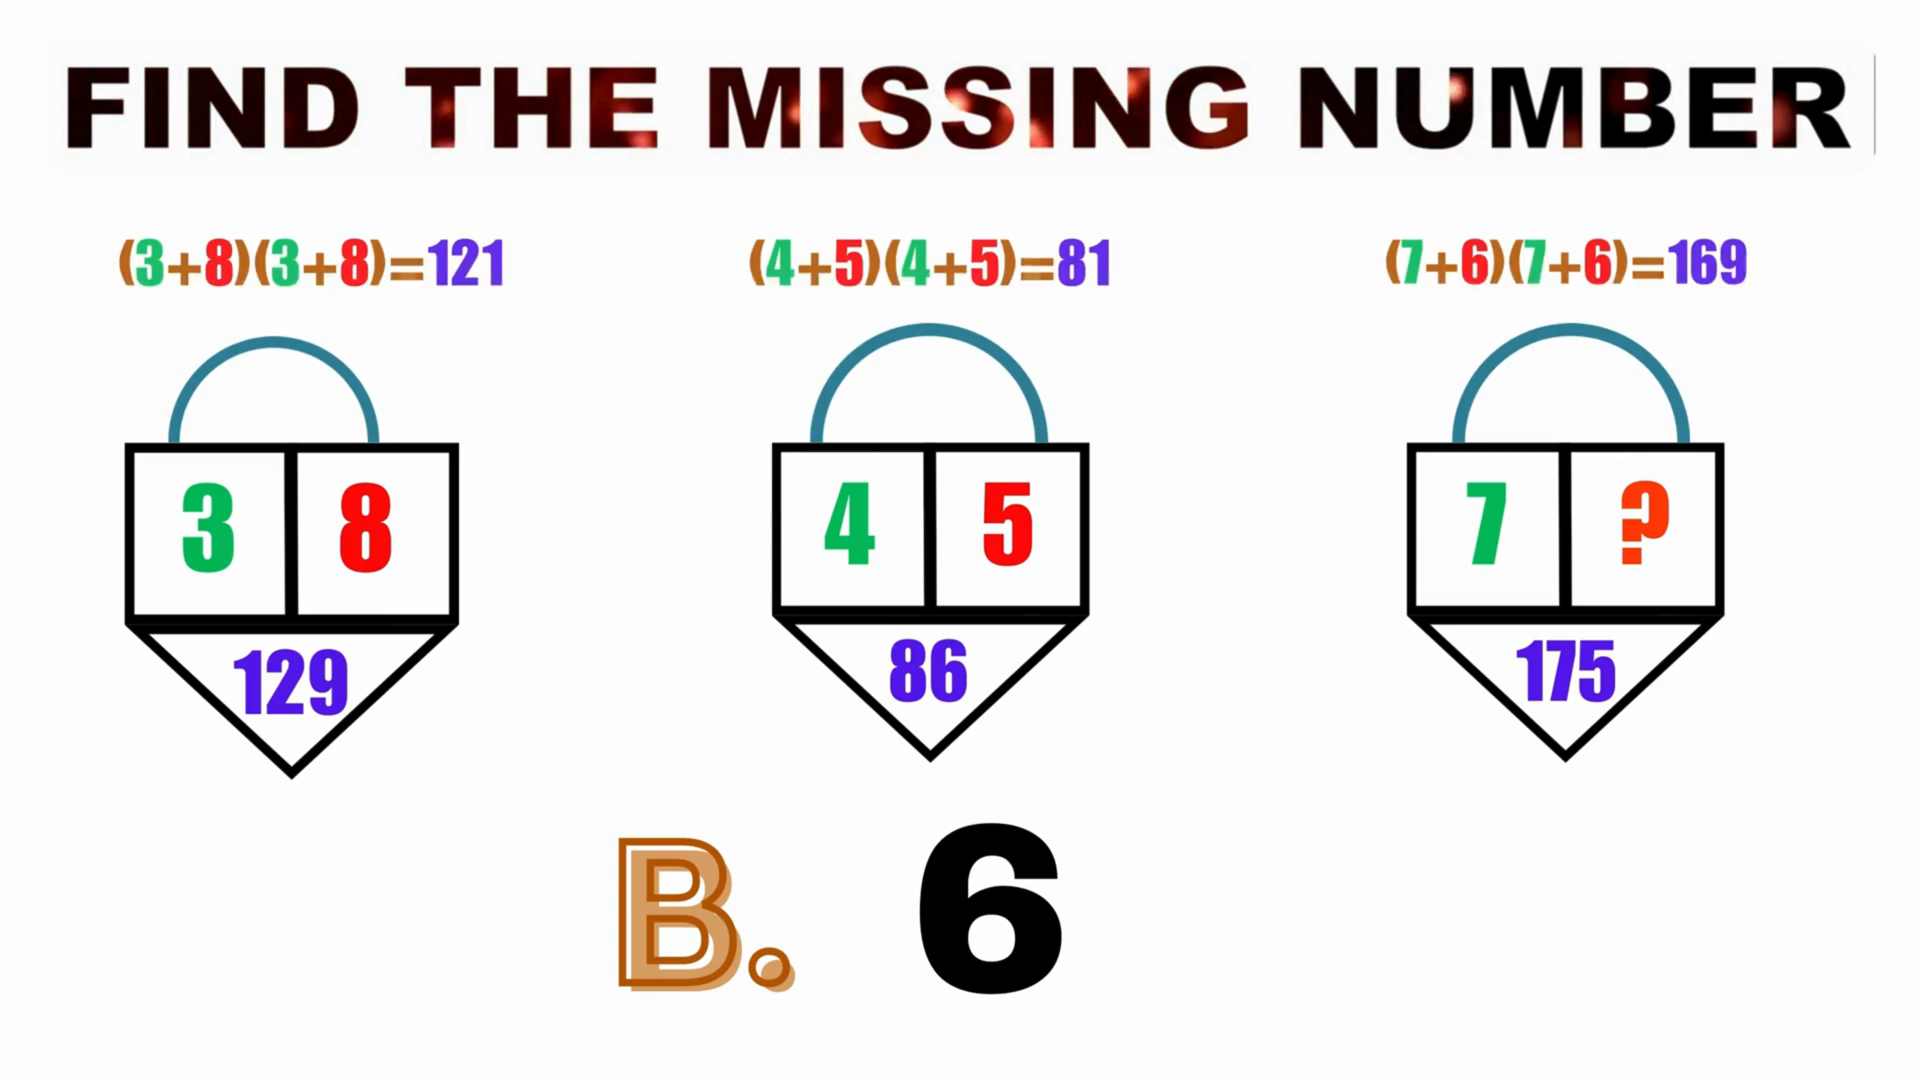 FIND THE MISSING NUMBER
(3+8)(3+8)=121 (4+5)(4+5)=81 (7+6)(7+6)=169
3 8 4 5 7 ?
129 86 175
B. 6